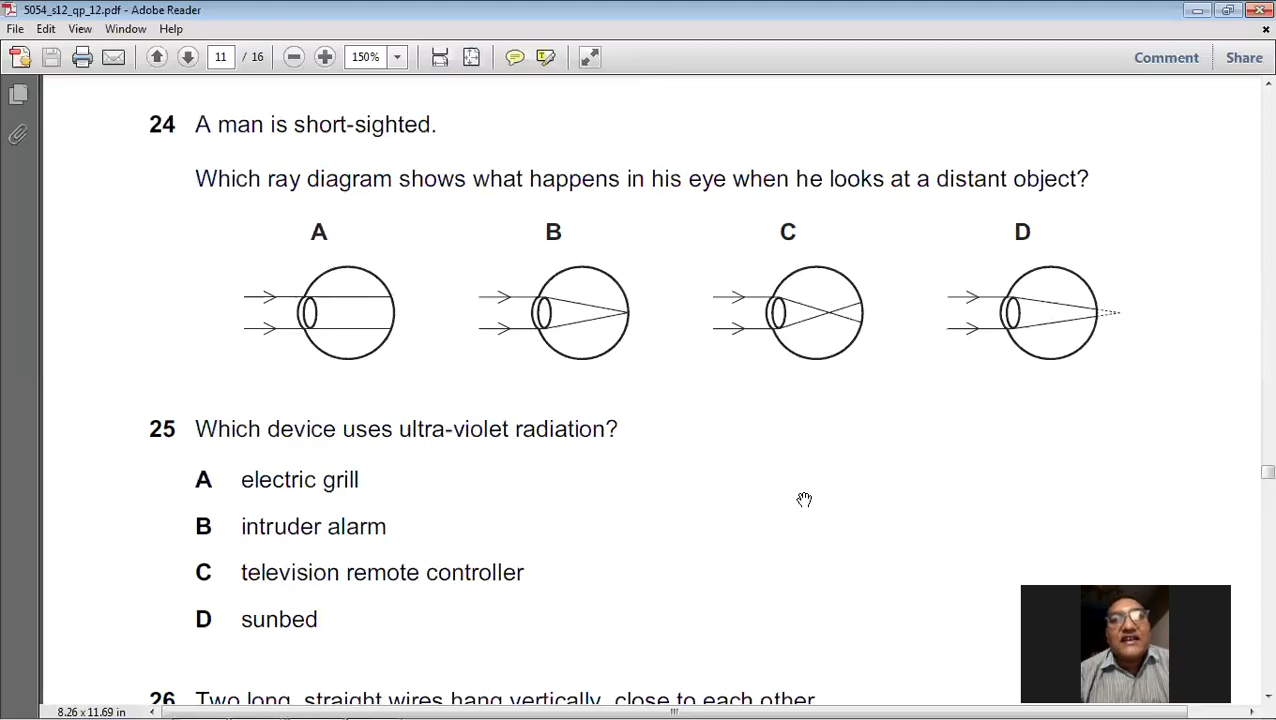 5054_s12_qp_12.pdf - Adobe Reader
File Edit View Window Help
11 / 16 150% Comment Share
24 A man is short-sighted.
Which ray diagram shows what happens in his eye when he looks at a distant object?
A B C D
25 Which device uses ultra-violet radiation?
A electric grill
B intruder alarm
C television remote controller
D sunbed
26 Two long, straight wires hang vertically, close to each other.
8.26 x 11.69 in